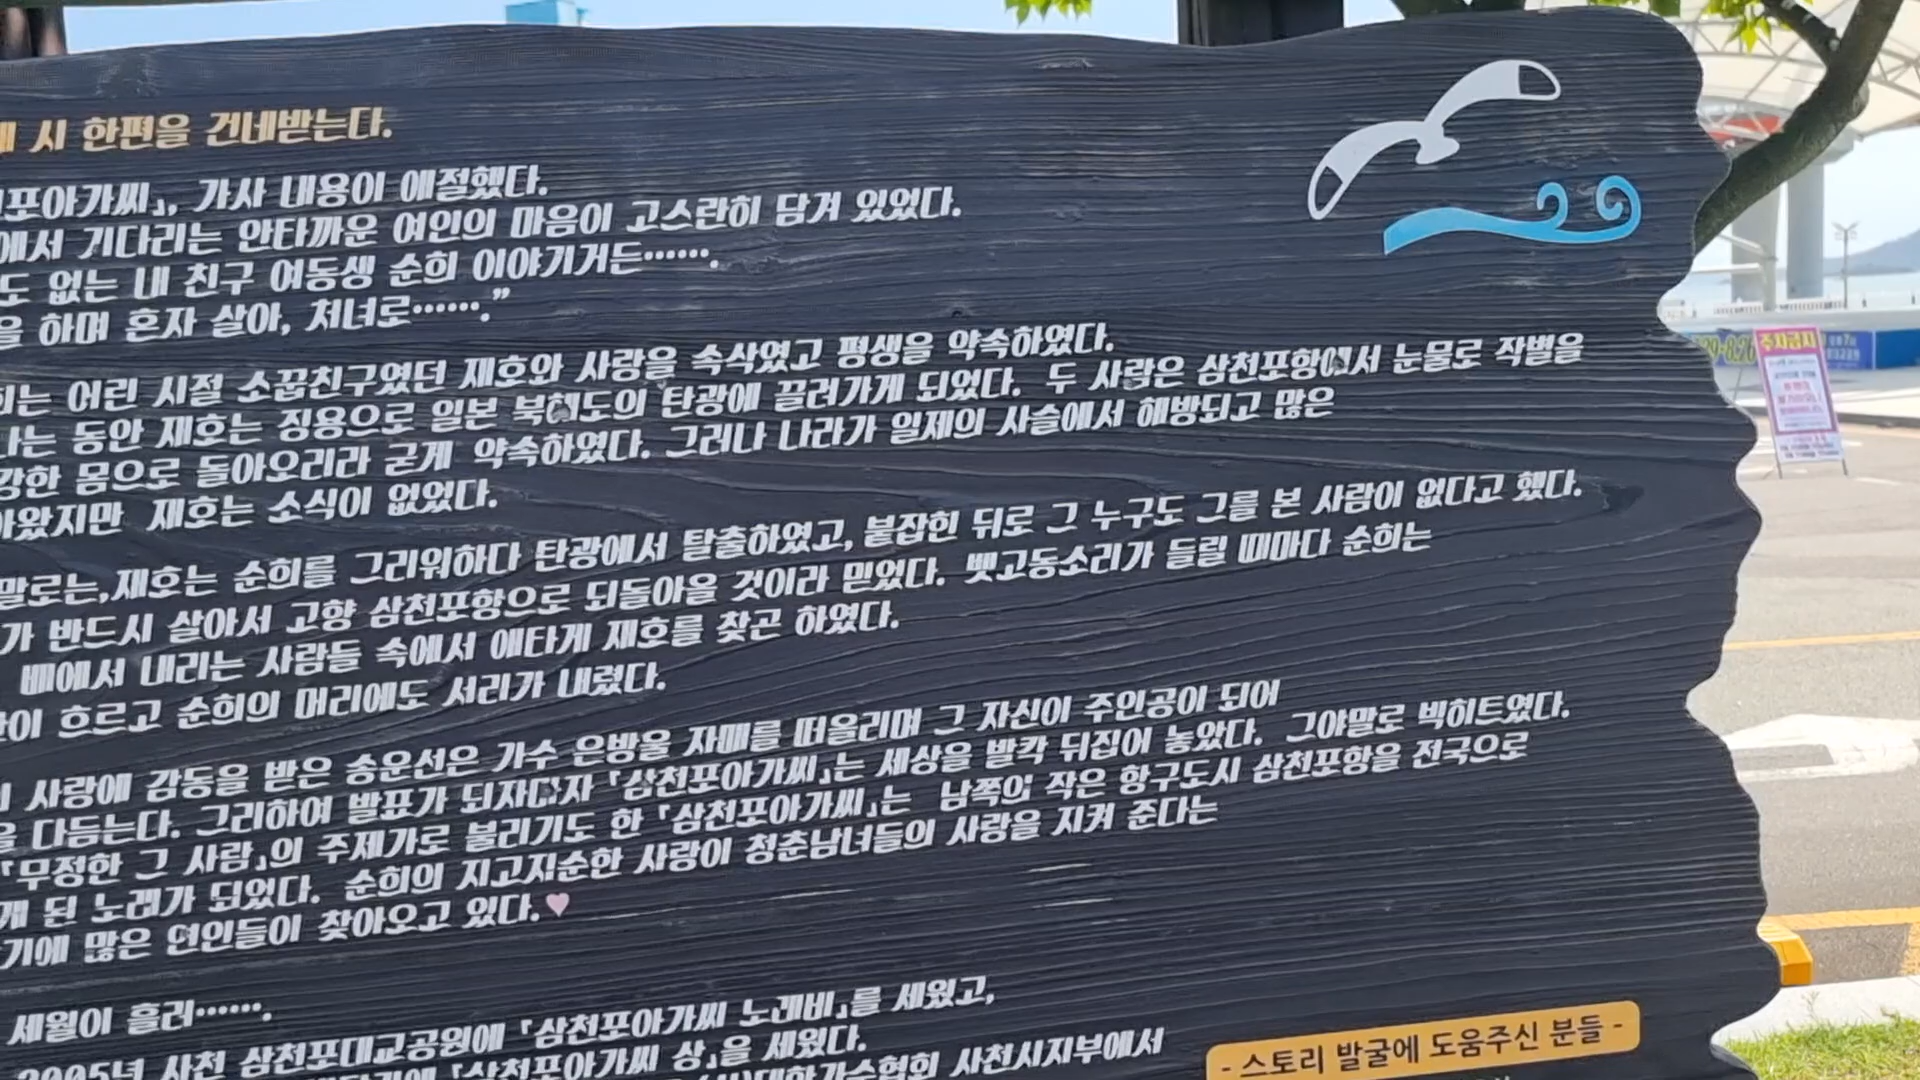 시 한편을 건네받는다.
포아가씨」, 가사 내용이 애절했다.
에서 기다리는 안타까운 여인의 마음이 고스란히 담겨 있었다.
도 없는 내 친구 여동생 순희 이야기거든…….
을 하며 혼자 살아, 처녀로…….”
희는 어린 시절 소꿉친구였던 재호와 사랑을 속삭였고 평생을 약속하였다.
나는 동안 재호는 징용으로 일본 북해도의 탄광에 끌려가게 되었다. 두 사람은 삼천포항에서 눈물로 작별을
강한 몸으로 돌아오리라 굳게 약속하였다. 그러나 나라가 일제의 사슬에서 해방되고 많은
아왔지만 재호는 소식이 없었다.
말로는, 재호는 순희를 그리워하다 탄광에서 탈출하였고, 붙잡힌 뒤로 그 누구도 그를 본 사람이 없다고 했다.
가 반드시 살아서 고향 삼천포항으로 되돌아올 것이라 믿었다. 뱃고동소리가 들릴 때마다 순희는
배에서 내리는 사람들 속에서 애타게 재호를 찾곤 하였다.
이 흐르고 순희의 머리에도 서리가 내렸다.
사랑에 감동을 받은 송운선은 가수 은방울 자매를 떠올리며 그 자신이 주인공이 되어
을 다듬는다. 그리하여 발표가 되자마자 「삼천포아가씨」는 세상을 발칵 뒤집어 놓았다. 그야말로 빅히트였다.
「무정한 그 사람」의 주제가로 불리기도 한 「삼천포아가씨」는 남쪽의 작은 항구도시 삼천포항을 전국으로
게 된 노래가 되었다. 순희의 지고지순한 사랑이 청춘남녀들의 사랑을 지켜 준다는
기에 많은 연인들이 찾아오고 있다.♥
세월이 흘러…….
2005년 사천 삼천포대교공원에 「삼천포아가씨 노래비」를 세웠고,
「삼천포아가씨 상」을 세웠다.
대한가수협회 사천시지부에서
- 스토리 발굴에 도움주신 분들 -